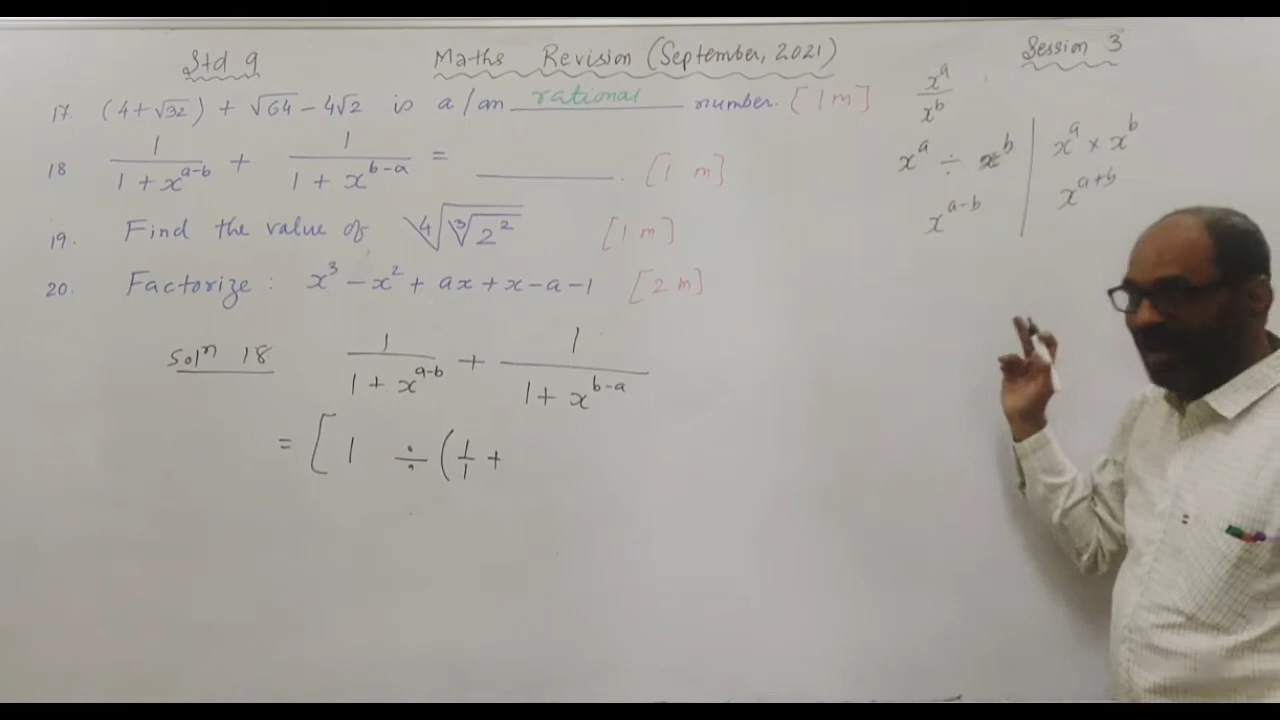 Std 9 Maths Revision (September, 2021) Session 3
17. (4+√32) + √64 − 4√2 is a/an rational number. [1 m]
18 1/(1 + x^(a-b)) + 1/(1 + x^(b-a)) = ________. [1 m]
19. Find the value of ⁴√(³√(2²)) [1 m]
20. Factorize : x³ − x² + ax + x − a − 1 [2 m]
x^a/x^b
x^a ÷ x^b | x^a × x^b
x^(a-b) | x^(a+b)
Solⁿ 18 1/(1 + x^(a-b)) + 1/(1 + x^(b-a))
= [ 1 ÷ ( 1/1 +